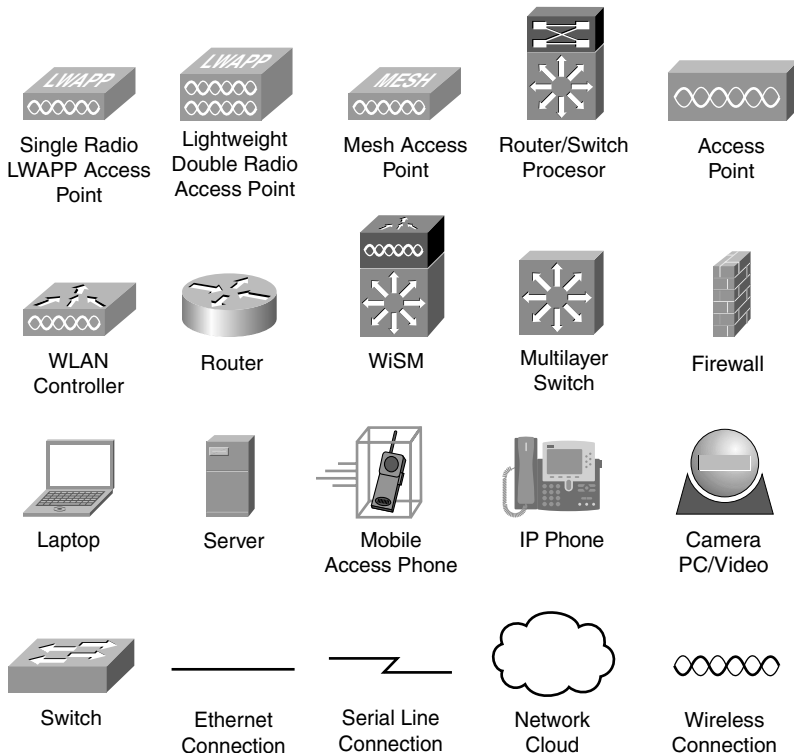 LWAPP
LWAPP
MESH
Single Radio
LWAPP Access
Point
Lightweight
Double Radio
Access Point
Mesh Access
Point
Router/Switch
Procesor
Access
Point
WLAN
Controller
Router
WiSM
Multilayer
Switch
Firewall
Laptop
Server
Mobile
Access Phone
IP Phone
Camera
PC/Video
Switch
Ethernet
Connection
Serial Line
Connection
Network
Cloud
Wireless
Connection